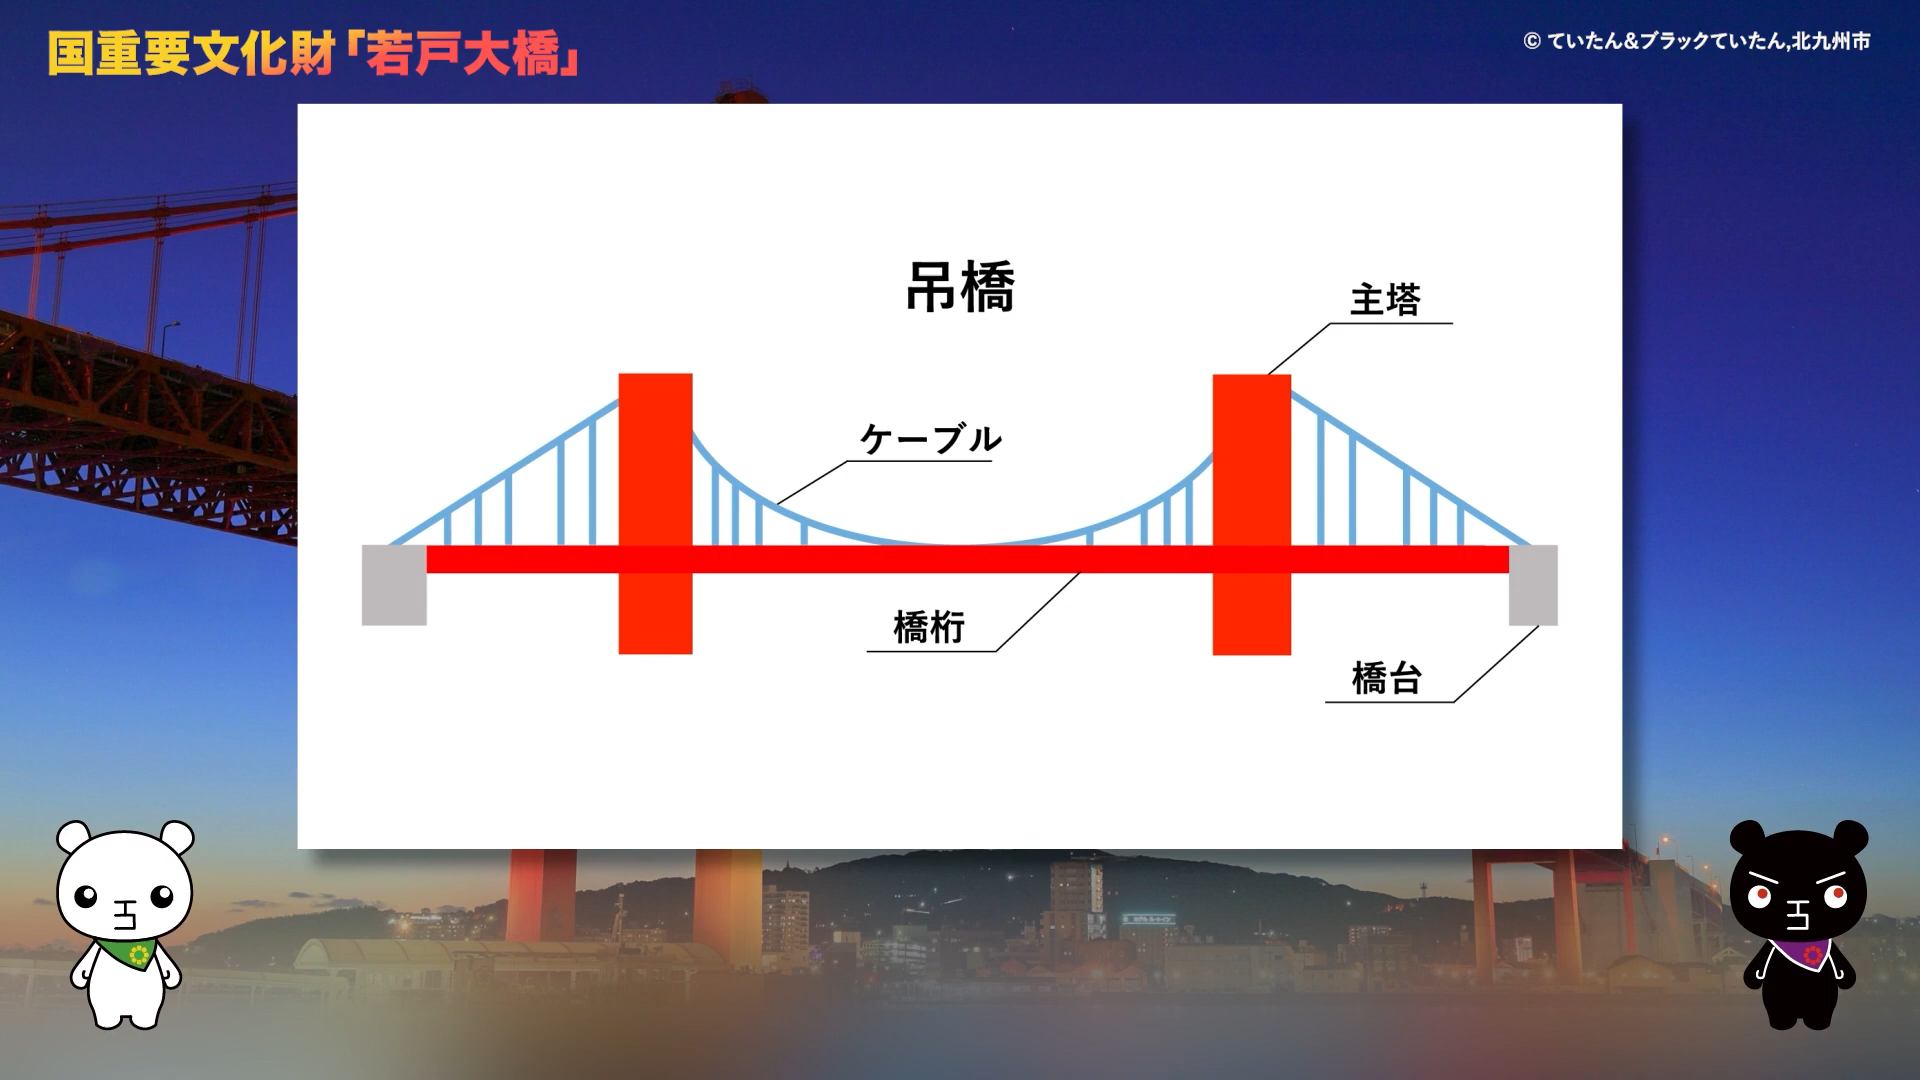 国重要文化財「若戸大橋」
© ていたん&ブラックていたん,北九州市
吊橋
主塔
ケーブル
橋桁
橋台